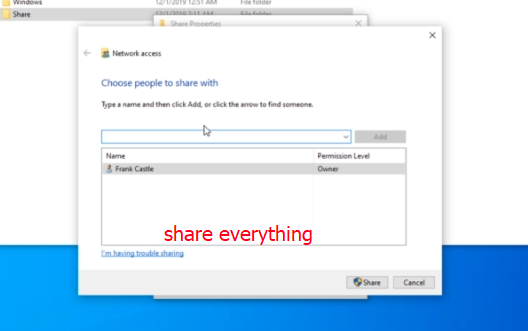 Windows 12/1/2019 12:51 AM File folder
Share 12/1/2019 3:15 AM File folder
Share Properties
Network access
Choose people to share with
Type a name and then click Add, or click the arrow to find someone.
Add
Name Permission Level
Frank Castle Owner
share everything
I'm having trouble sharing
Share Cancel